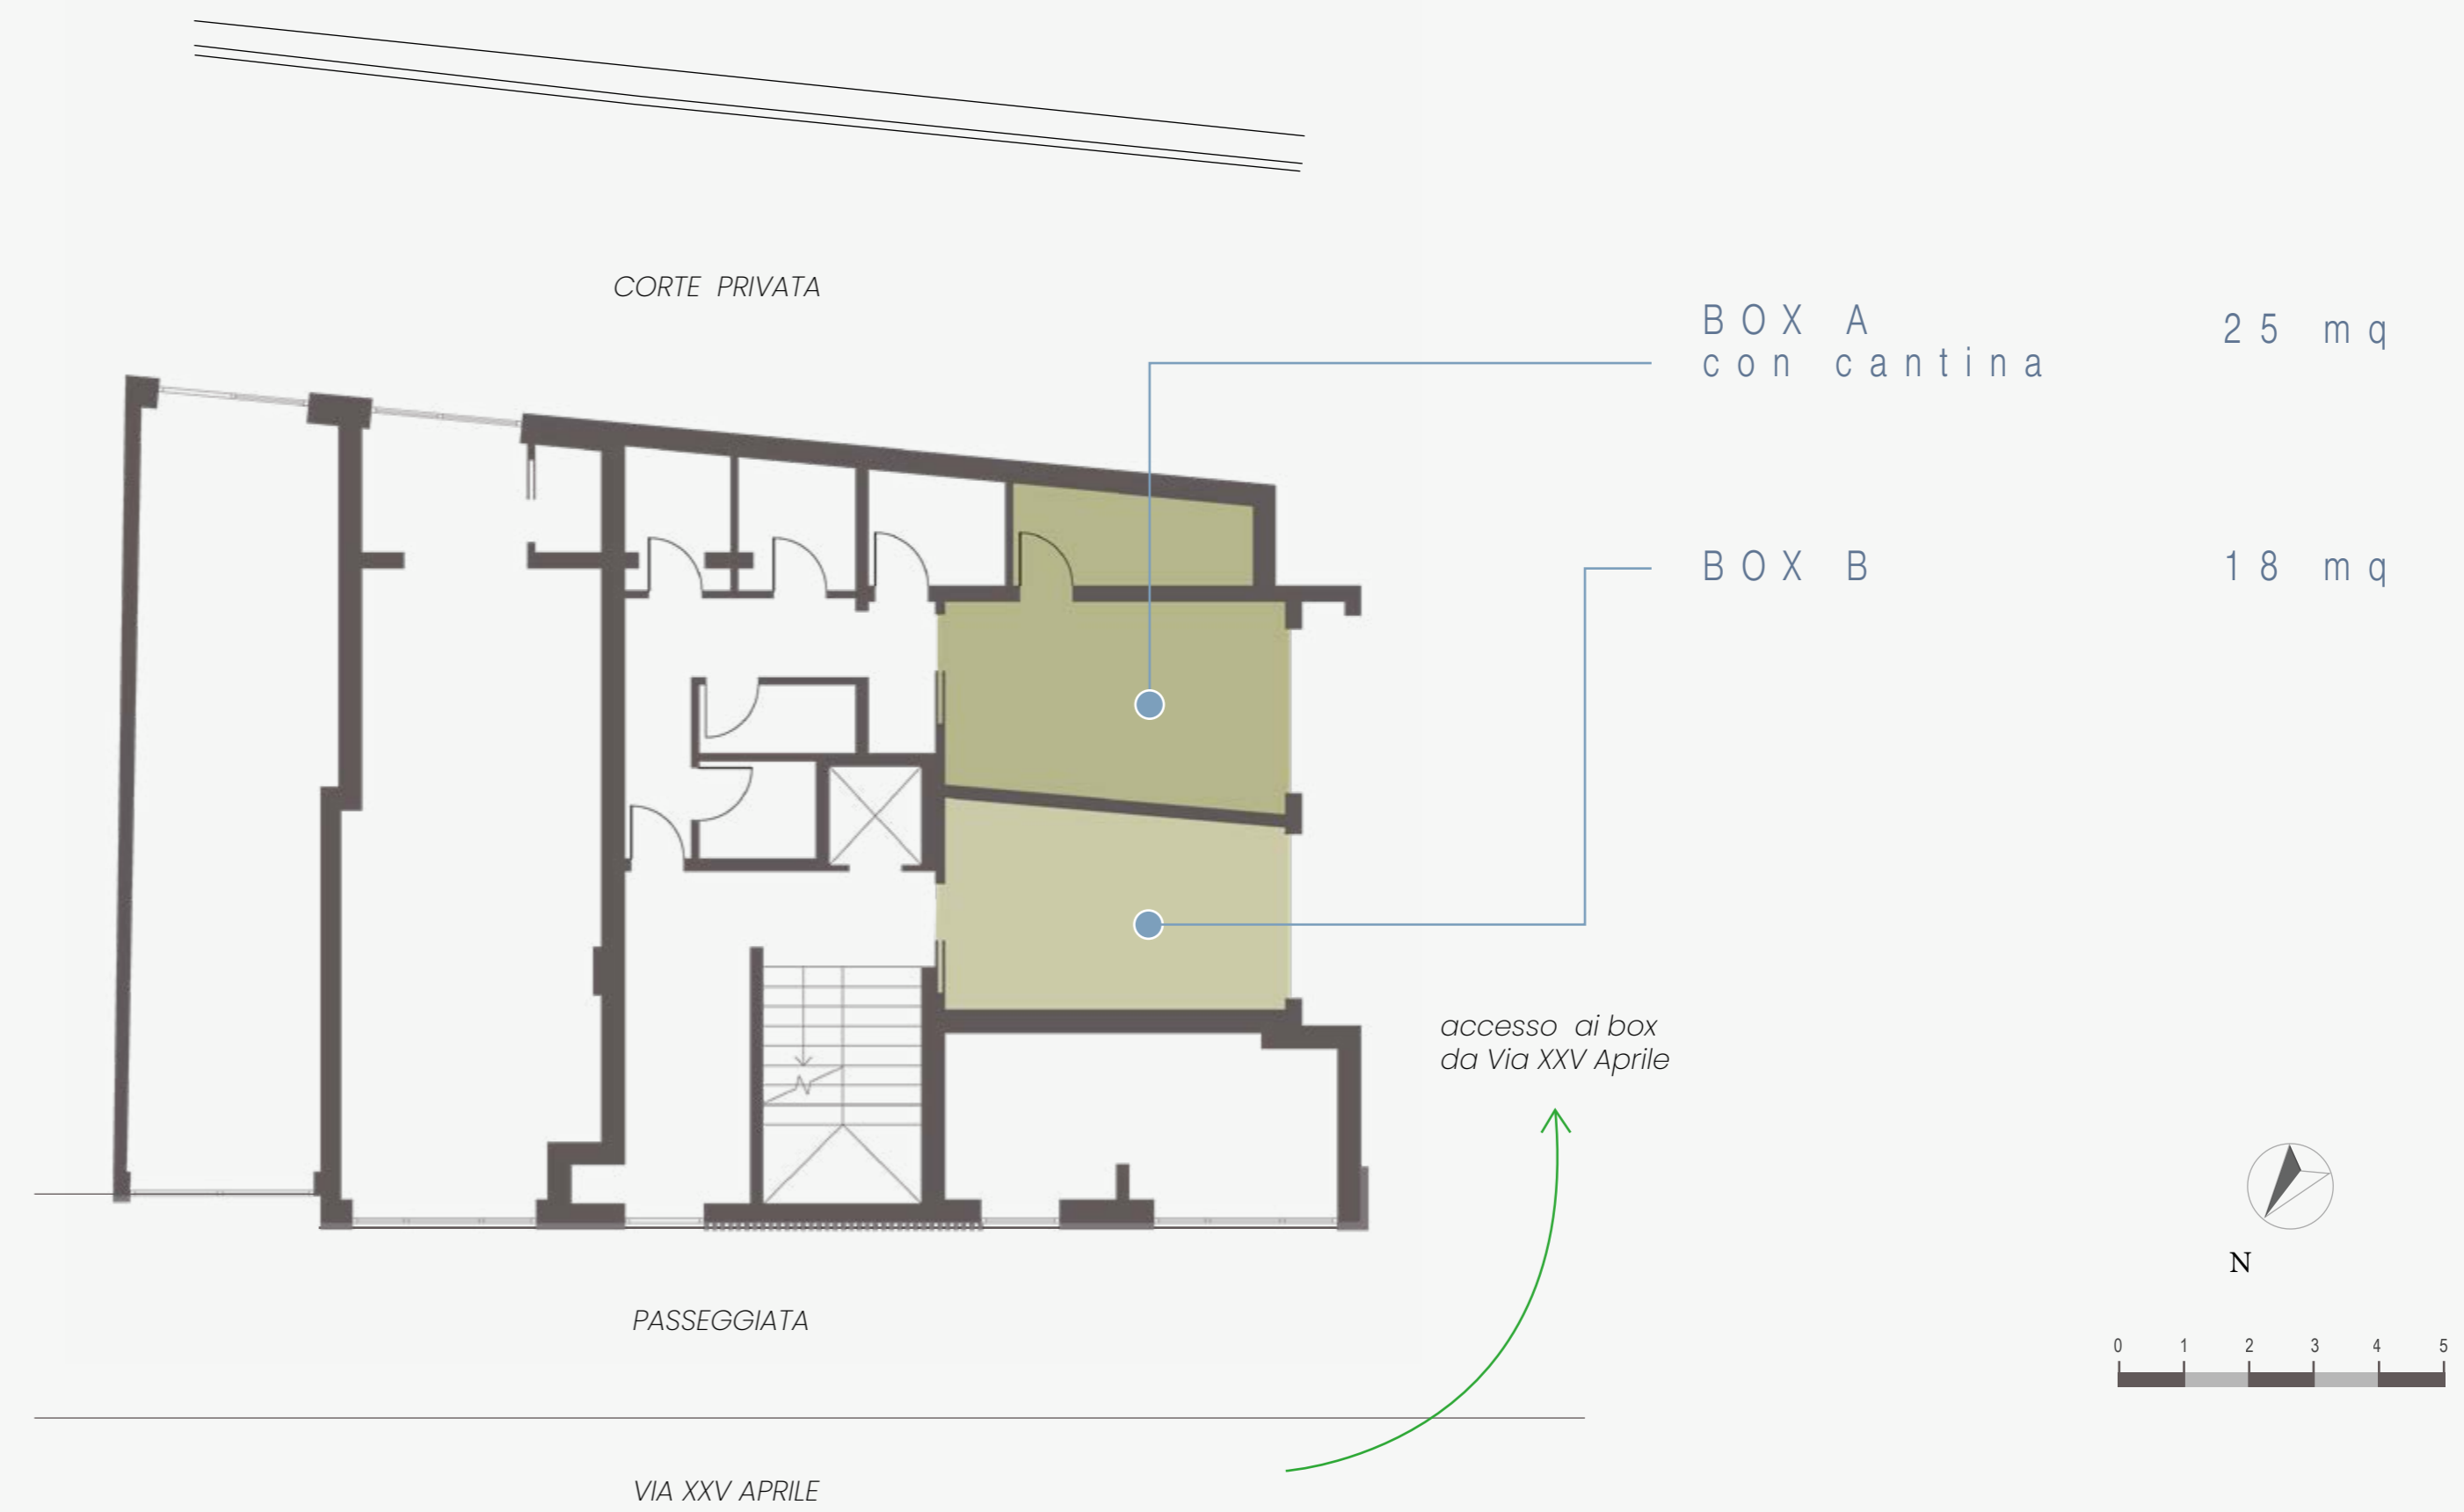 CORTE PRIVATA
BOX A
con cantina
25 mq
BOX B
18 mq
accesso ai box
da Via XXV Aprile
N
0 1 2 3 4 5
PASSEGGIATA
VIA XXV APRILE